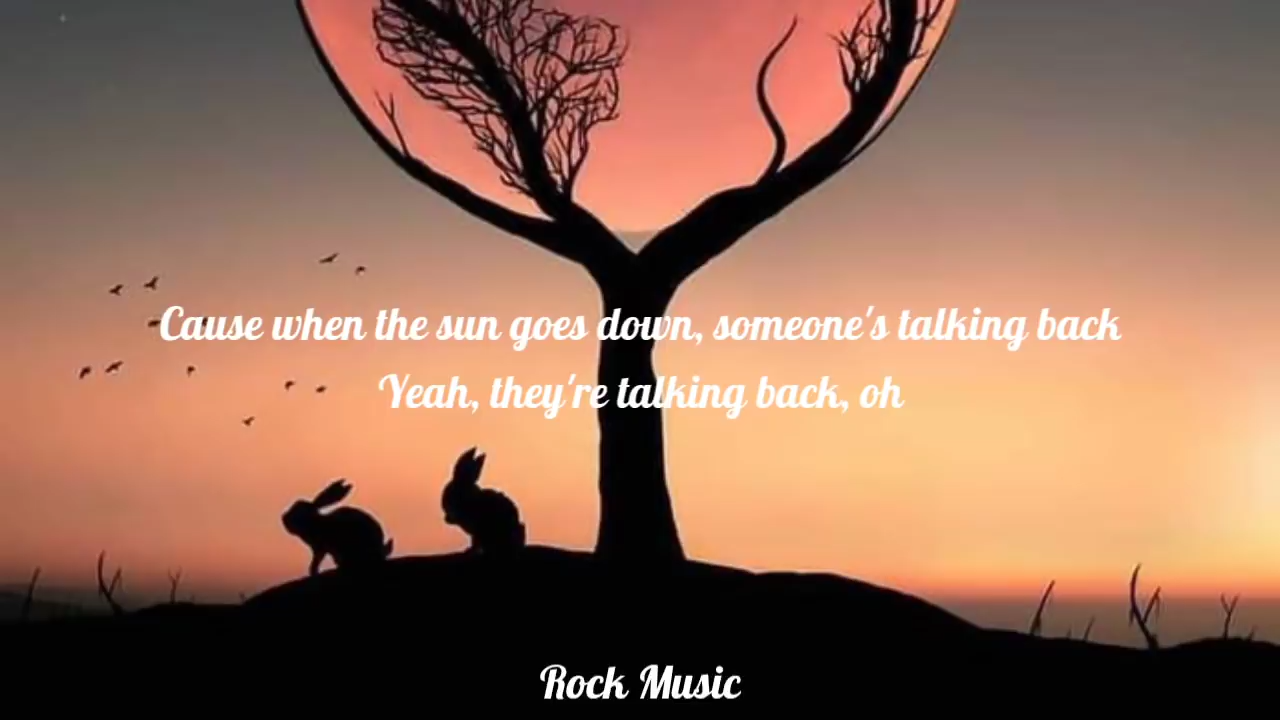 Cause when the sun goes down, someone's talking back
Yeah, they're talking back, oh
Rock Music